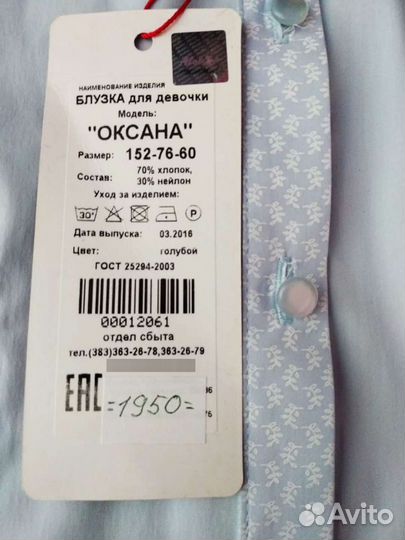 НАИМЕНОВАНИЕ ИЗДЕЛИЯ
БЛУЗКА для девочки
Модель:
"ОКСАНА"
Размер: 152-76-60
Состав: 70% хлопок,
30% нейлон
Уход за изделием:
30° P
Дата выпуска: 03.2016
Цвет: голубой
ГОСТ 25294-2003
00012061
отдел сбыта
тел.(383)363-26-78,363-26-79
EAC
=1950=
Avito